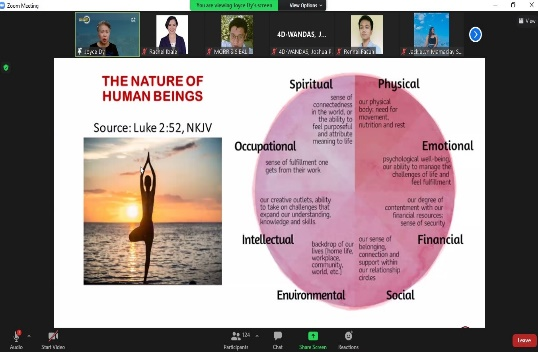 Zoom Meeting
You are viewing Joyce Dy's screen
View Options
View
Joyce Dy
Rachel Ibale
4D-WANDAS, J...
4D-WANDAS, Joshua P.
THE NATURE OF
HUMAN BEINGS
Source: Luke 2:52, NKJV
Spiritual
sense of
connectedness
in the world, or
the ability to
feel purposeful
and attribute
meaning to life
Physical
our physical
body, need for
movement,
nutrition and rest
Occupational
sense of fulfillment one
gets from their work
Emotional
psychological well-being,
our ability to manage the
challenges of life and
feel fulfillment
our creative outlets, ability
to take on challenges that
expand our understanding,
knowledge and skills
Intellectual
our degree of
contentment with our
financial resources;
sense of security
Financial
backdrop of our
lives [home life,
workplace,
community,
world, etc.]
Environmental
our sense of
belonging,
connection and
support within
our relationship
circles
Social
Audio
Start Video
124
Participants
Chat
Share Screen
Reactions
Leave